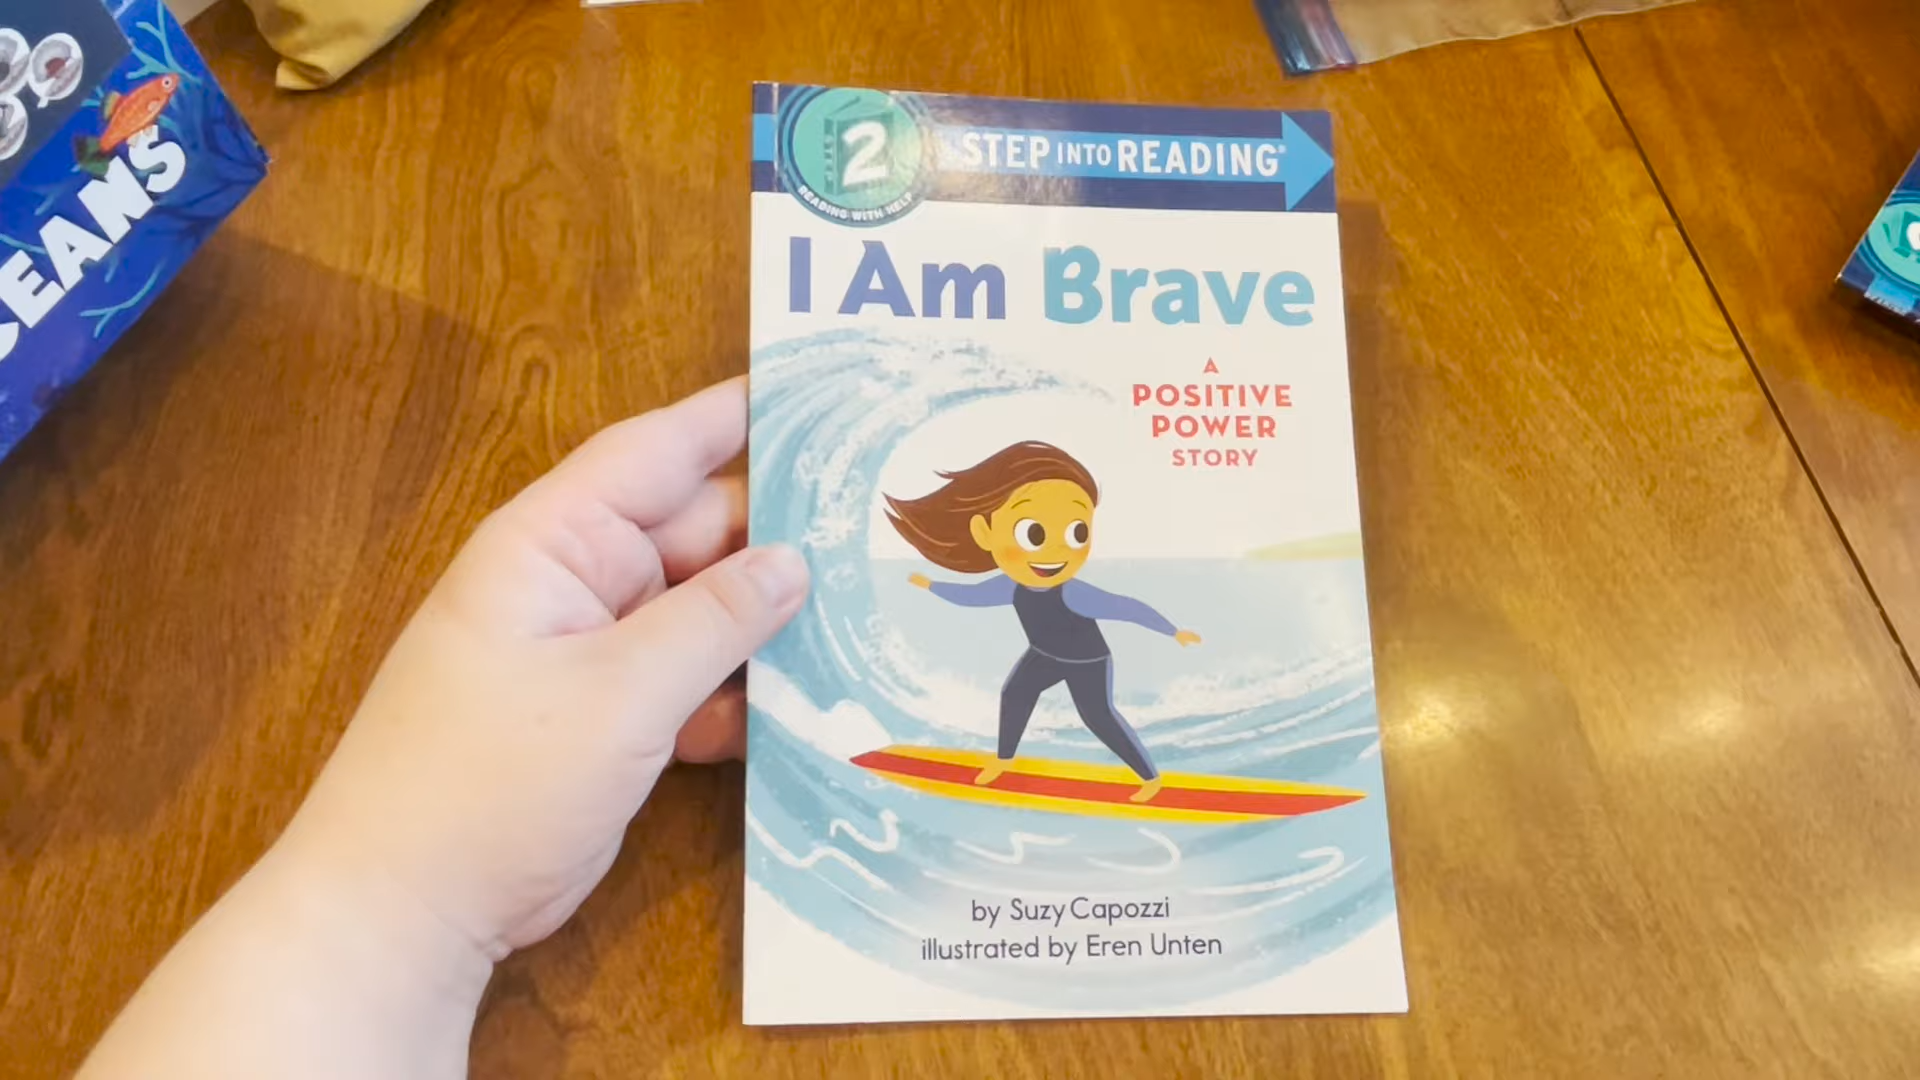 2
READING WITH HELP
STEP INTO READING®
I Am Brave
A
POSITIVE
POWER
STORY
by Suzy Capozzi
illustrated by Eren Unten